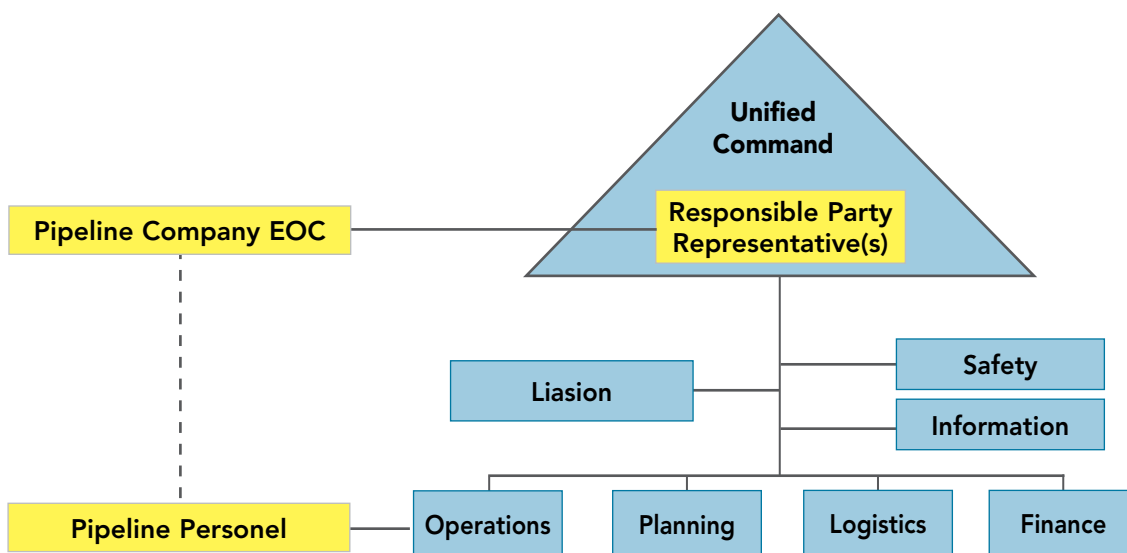 Unified
Command
Responsible Party
Representative(s)
Pipeline Company EOC
Safety
Liasion
Information
Pipeline Personel
Operations
Planning
Logistics
Finance